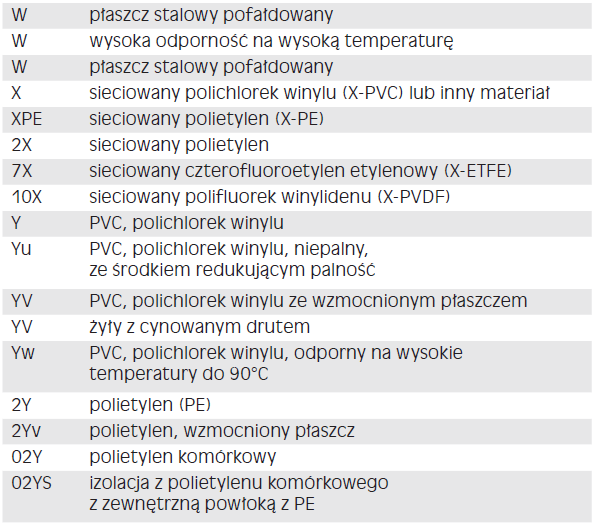 W płaszcz stalowy pofałdowany
W wysoka odporność na wysoką temperaturę
W płaszcz stalowy pofałdowany
X sieciowany polichlorek winylu (X-PVC) lub inny materiał
XPE sieciowany polietylen (X-PE)
2X sieciowany polietylen
7X sieciowany czterofluoroetylen etylenowy (X-ETFE)
10X sieciowany polifluorek winylidenu (X-PVDF)
Y PVC, polichlorek winylu
Yu PVC, polichlorek winylu, niepalny,
ze środkiem redukującym palność
YV PVC, polichlorek winylu ze wzmocnionym płaszczem
YV żyły z cynowanym drutem
Yw PVC, polichlorek winylu, odporny na wysokie
temperatury do 90°C
2Y polietylen (PE)
2Yv polietylen, wzmocniony płaszcz
02Y polietylen komórkowy
02YS izolacja z polietylenu komórkowego
z zewnętrzną powłoką z PE